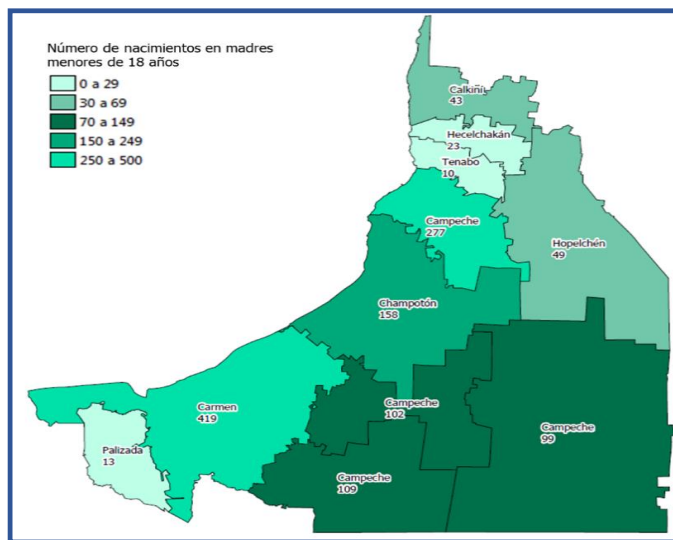 Número de nacimientos en madres
menores de 18 años
0 a 29
30 a 69
70 a 149
150 a 249
250 a 500
Calkiní
43
Hecelchakán
23
Tenabo
10
Campeche
277
Hopelchén
49
Champotón
158
Carmen
419
Campeche
102
Campeche
99
Palizada
13
Campeche
109